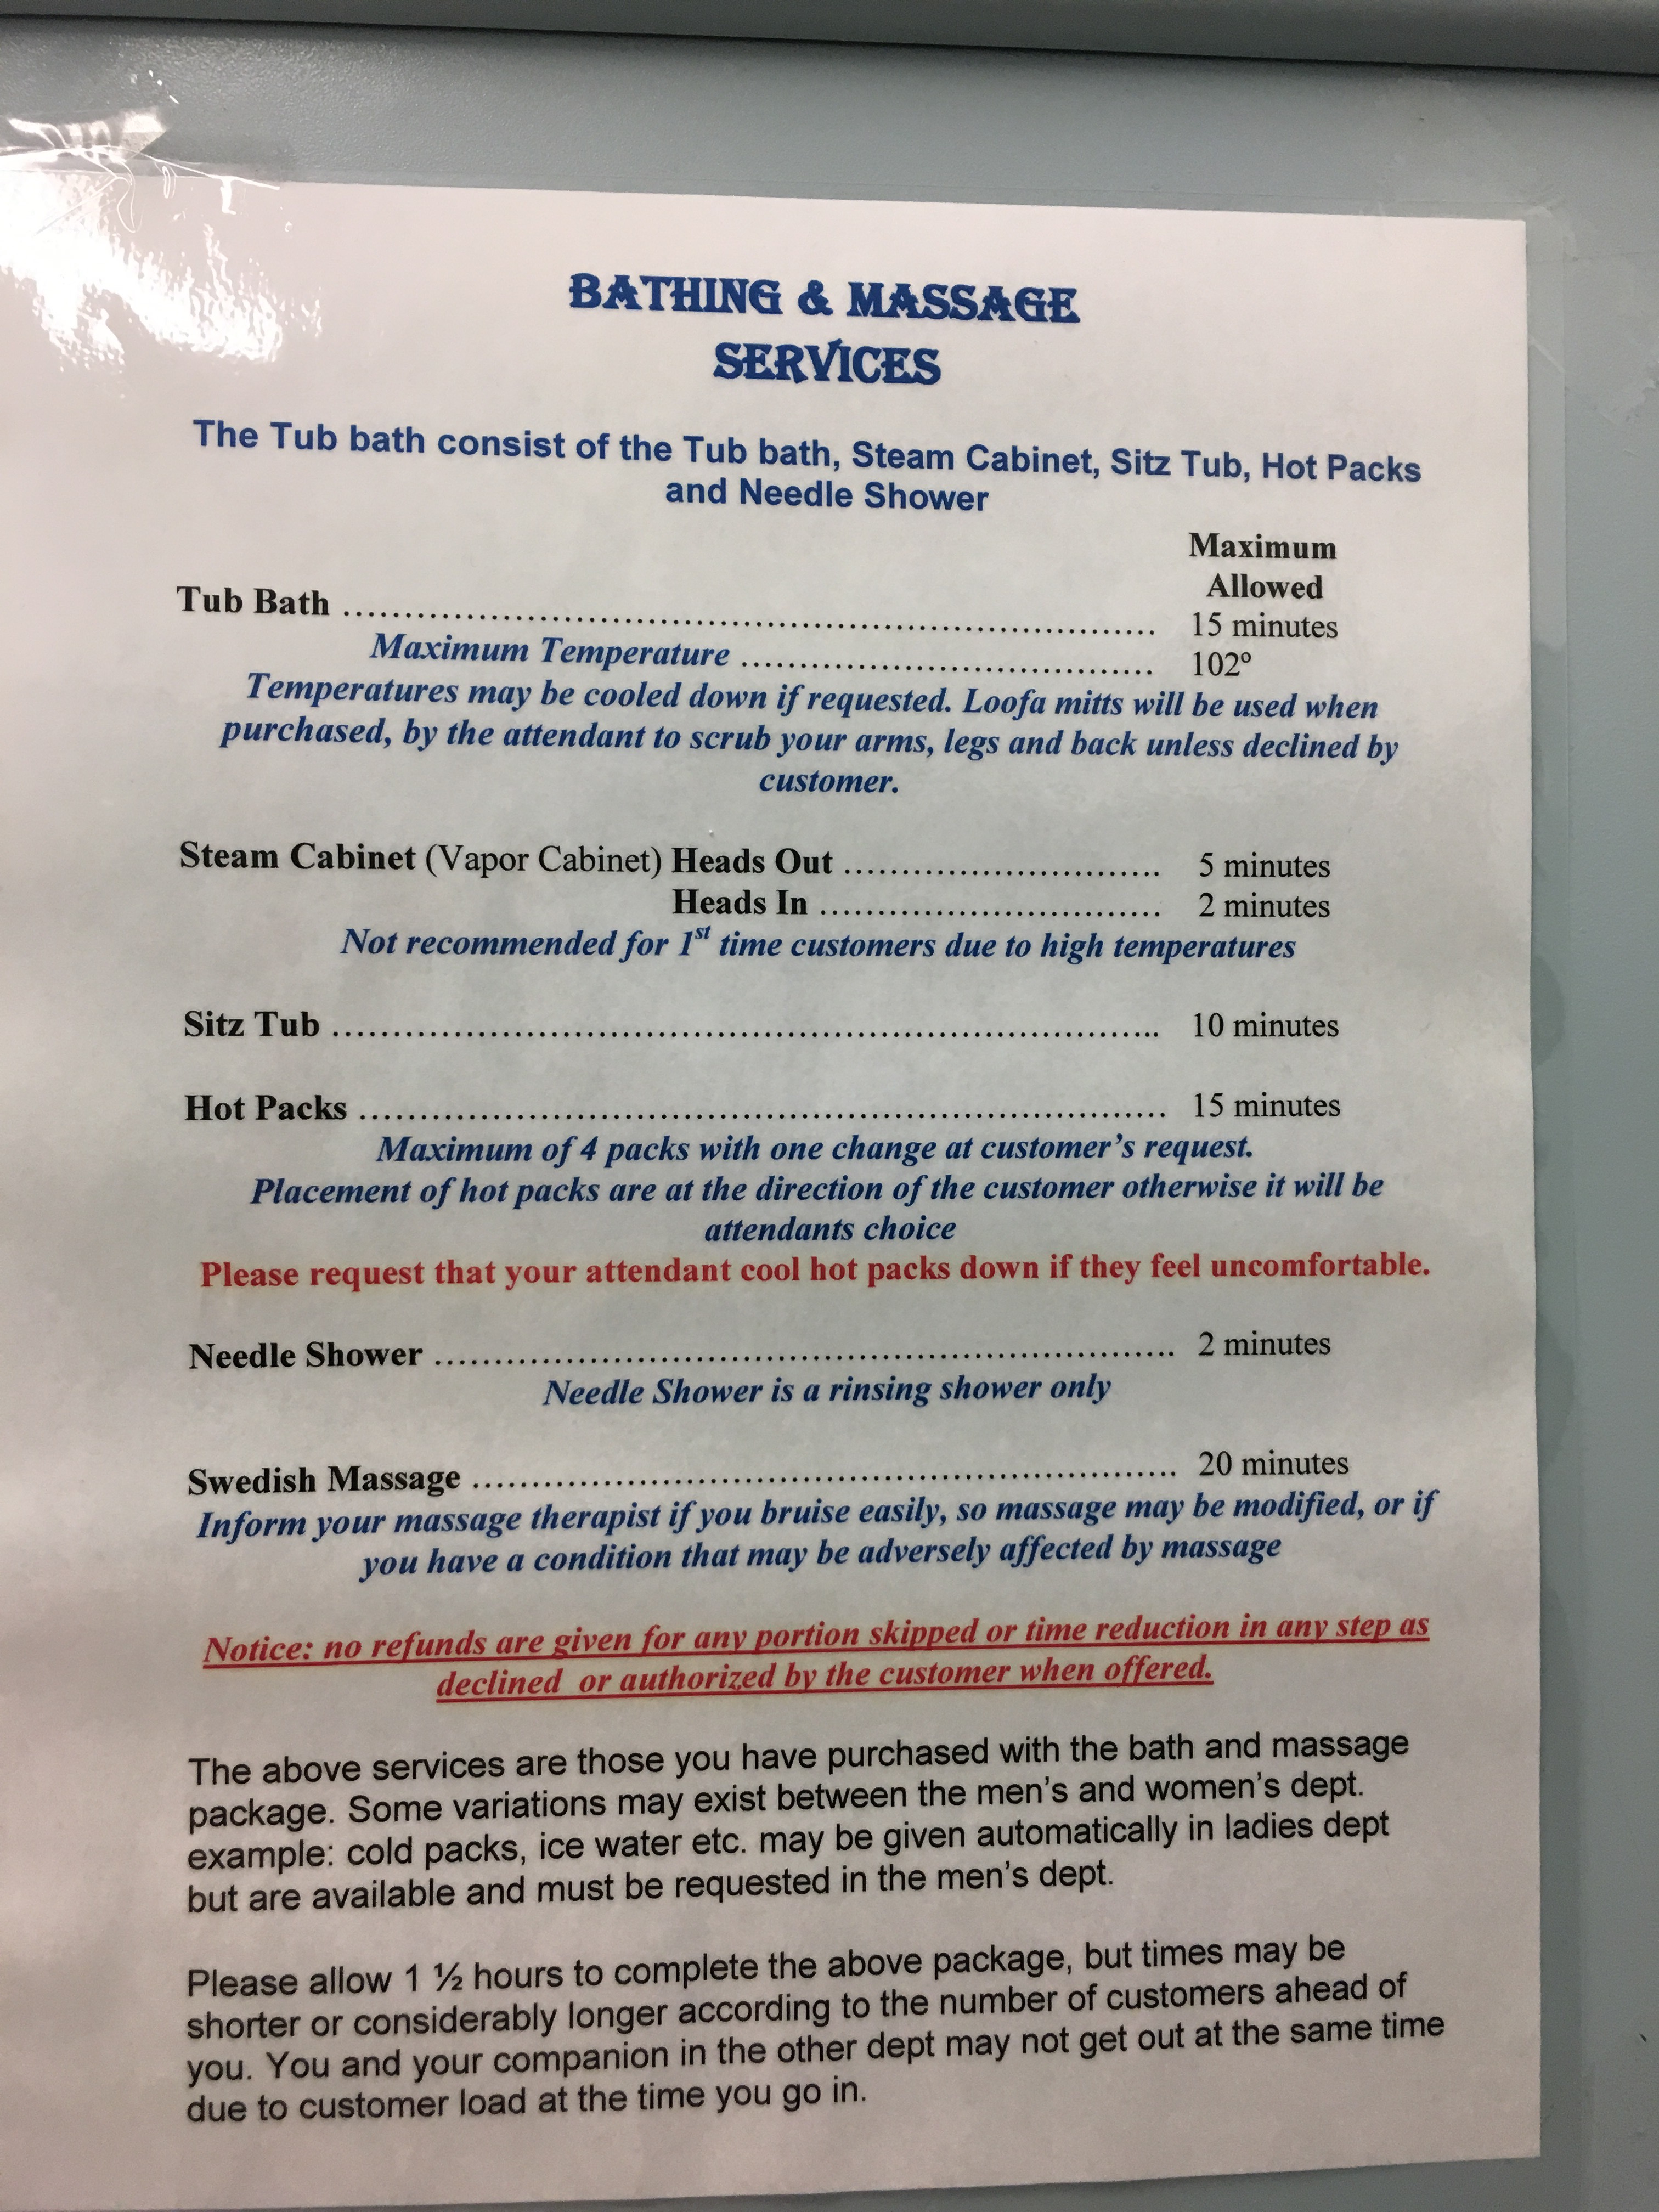 BATHING & MASSAGE
SERVICES
The Tub bath consist of the Tub bath, Steam Cabinet, Sitz Tub, Hot Packs
and Needle Shower
Maximum
Allowed
Tub Bath ........................................ 15 minutes
Maximum Temperature ........................................ 102º
Temperatures may be cooled down if requested. Loofa mitts will be used when
purchased, by the attendant to scrub your arms, legs and back unless declined by
customer.
Steam Cabinet (Vapor Cabinet) Heads Out ............................ 5 minutes
Heads In ............................ 2 minutes
Not recommended for 1st time customers due to high temperatures
Sitz Tub ........................................ 10 minutes
Hot Packs ........................................ 15 minutes
Maximum of 4 packs with one change at customer's request.
Placement of hot packs are at the direction of the customer otherwise it will be
attendants choice
Please request that your attendant cool hot packs down if they feel uncomfortable.
Needle Shower ........................................ 2 minutes
Needle Shower is a rinsing shower only
Swedish Massage ........................................ 20 minutes
Inform your massage therapist if you bruise easily, so massage may be modified, or if
you have a condition that may be adversely affected by massage
Notice: no refunds are given for any portion skipped or time reduction in any step as
declined or authorized by the customer when offered.
The above services are those you have purchased with the bath and massage
package. Some variations may exist between the men's and women's dept.
example: cold packs, ice water etc. may be given automatically in ladies dept
but are available and must be requested in the men's dept.
Please allow 1 ½ hours to complete the above package, but times may be
shorter or considerably longer according to the number of customers ahead of
you. You and your companion in the other dept may not get out at the same time
due to customer load at the time you go in.